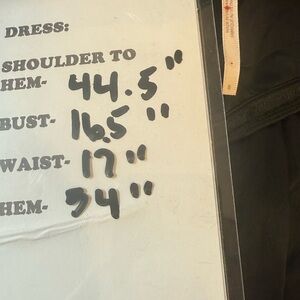 DRESS:
SHOULDER TO
HEM- 44.5"
BUST- 16.5"
WAIST- 17"
HEM- 34"